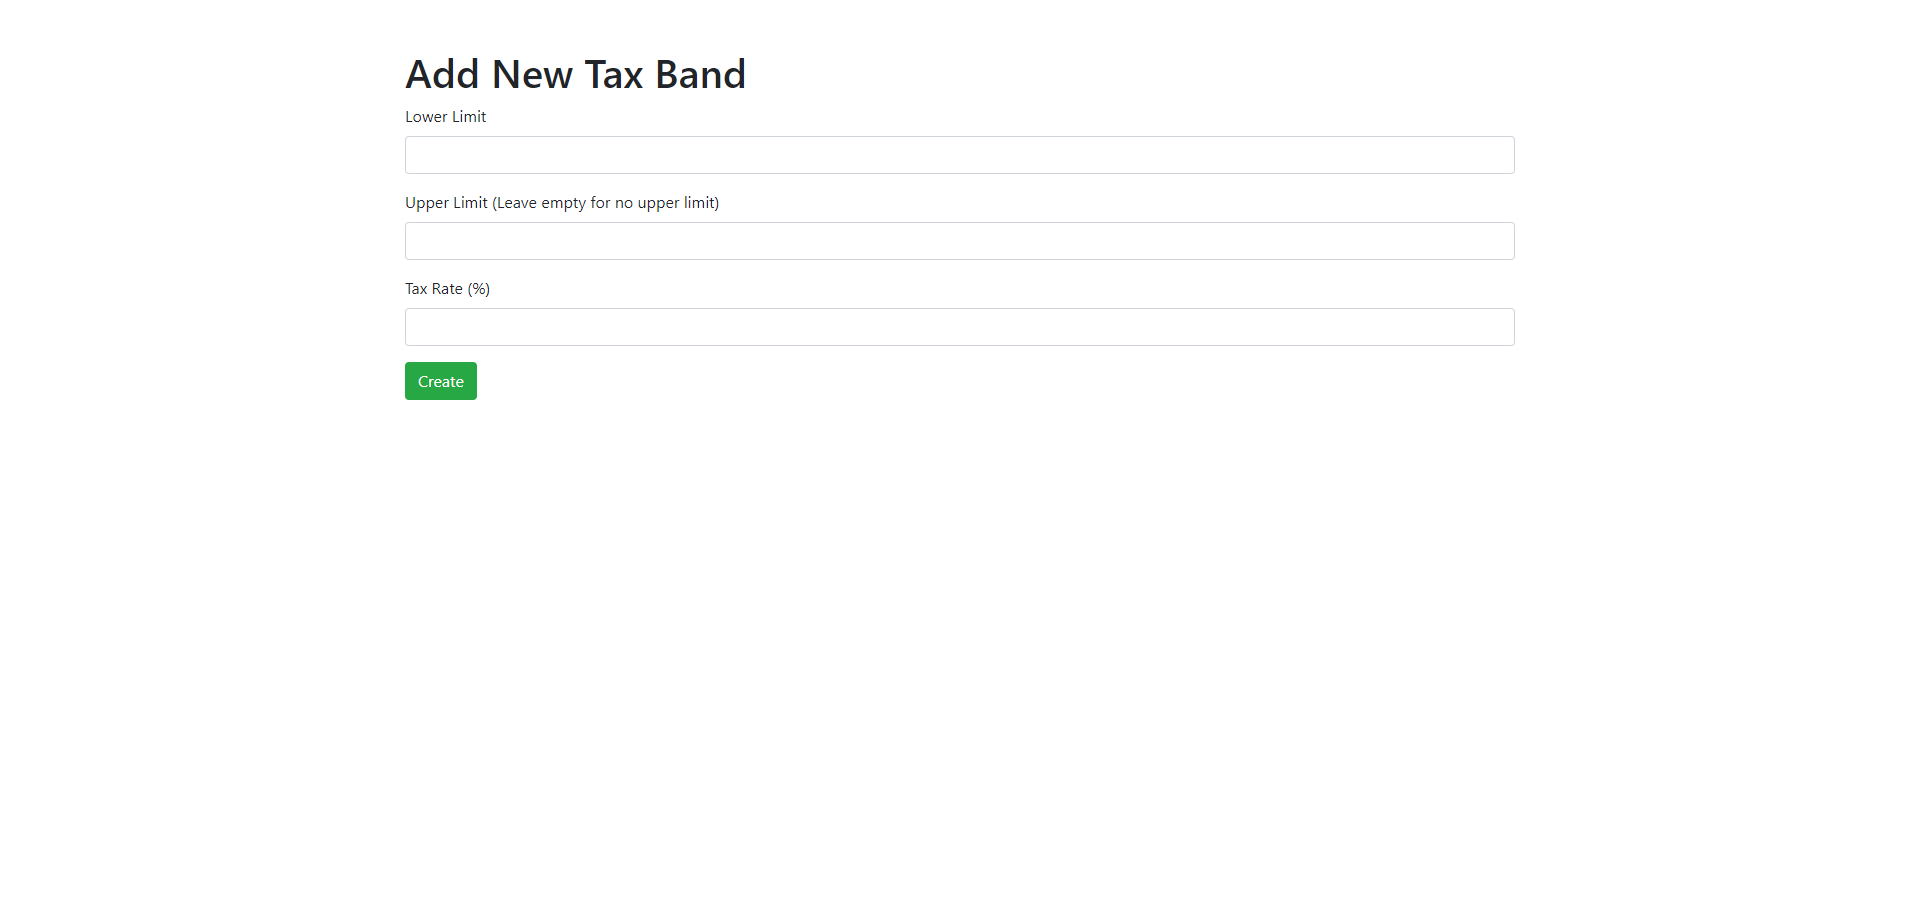 Add New Tax Band
Lower Limit
Upper Limit (Leave empty for no upper limit)
Tax Rate (%)
Create